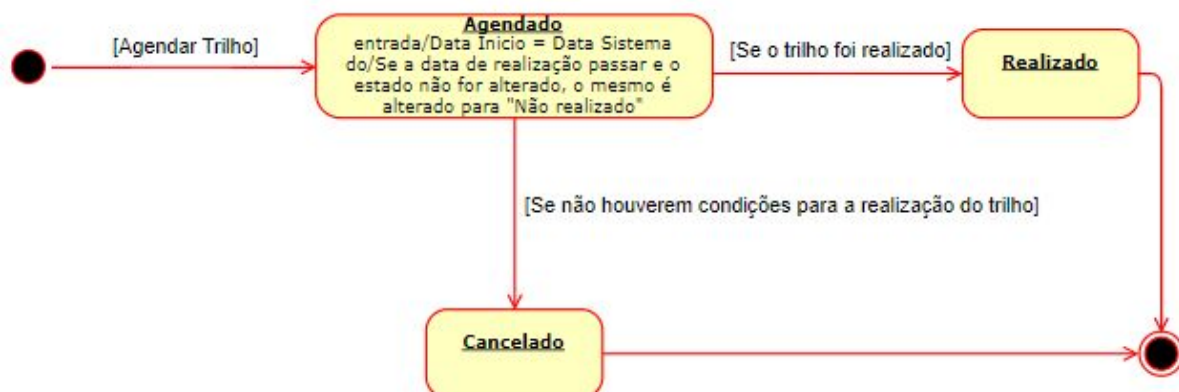 [Agendar Trilho]
Agendado
entrada/Data Inicio = Data Sistema
do/Se a data de realização passar e o
estado não for alterado, o mesmo é
alterado para "Não realizado"
[Se o trilho foi realizado]
Realizado
[Se não houverem condições para a realização do trilho]
Cancelado